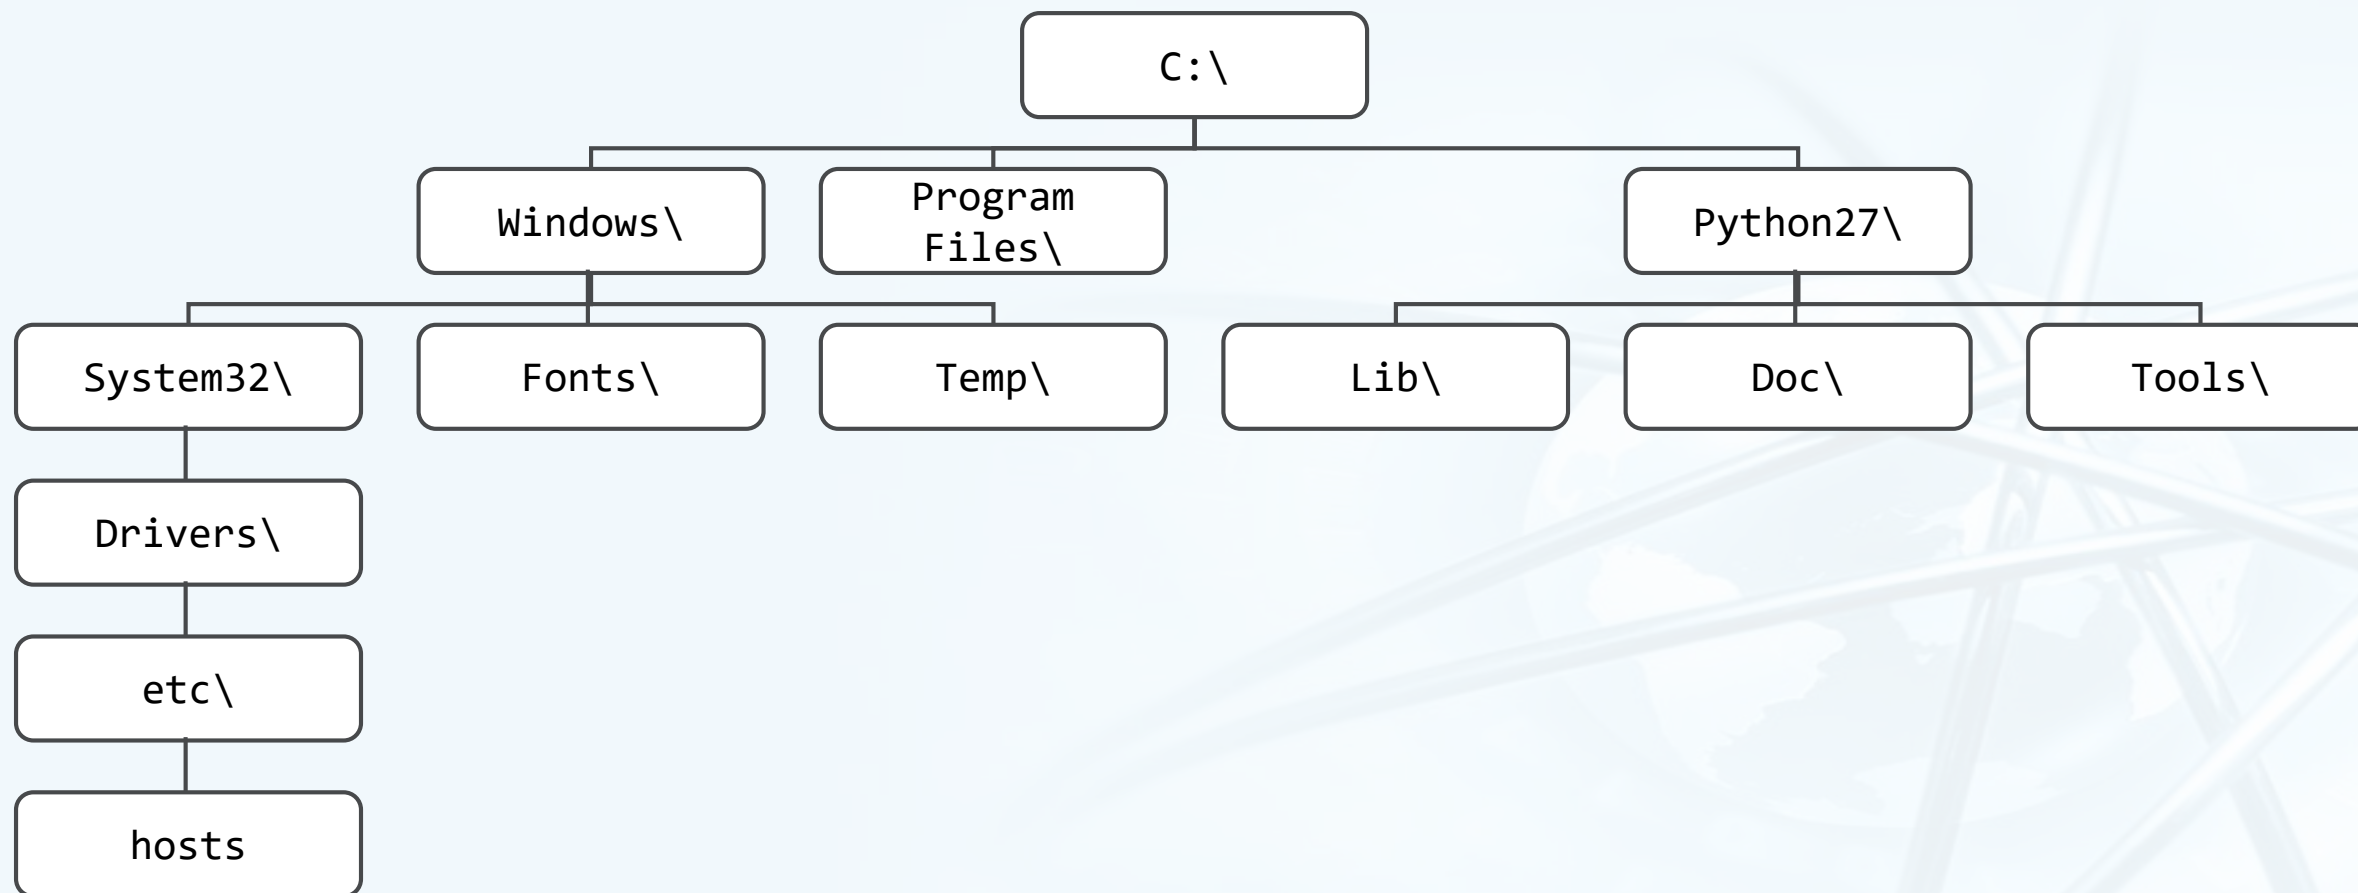 C:\
Windows\
Program
Files\
Python27\
System32\
Fonts\
Temp\
Lib\
Doc\
Tools\
Drivers\
etc\
hosts